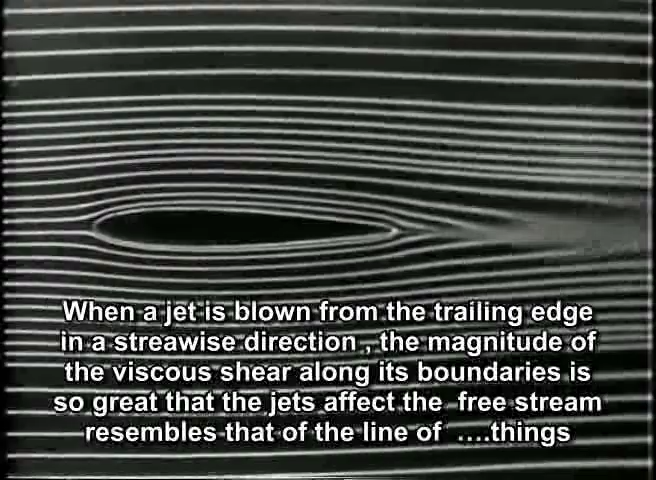 When a jet is blown from the trailing edge
in a streawise direction , the magnitude of
the viscous shear along its boundaries is
so great that the jets affect the  free stream
resembles that of the line of  ....things